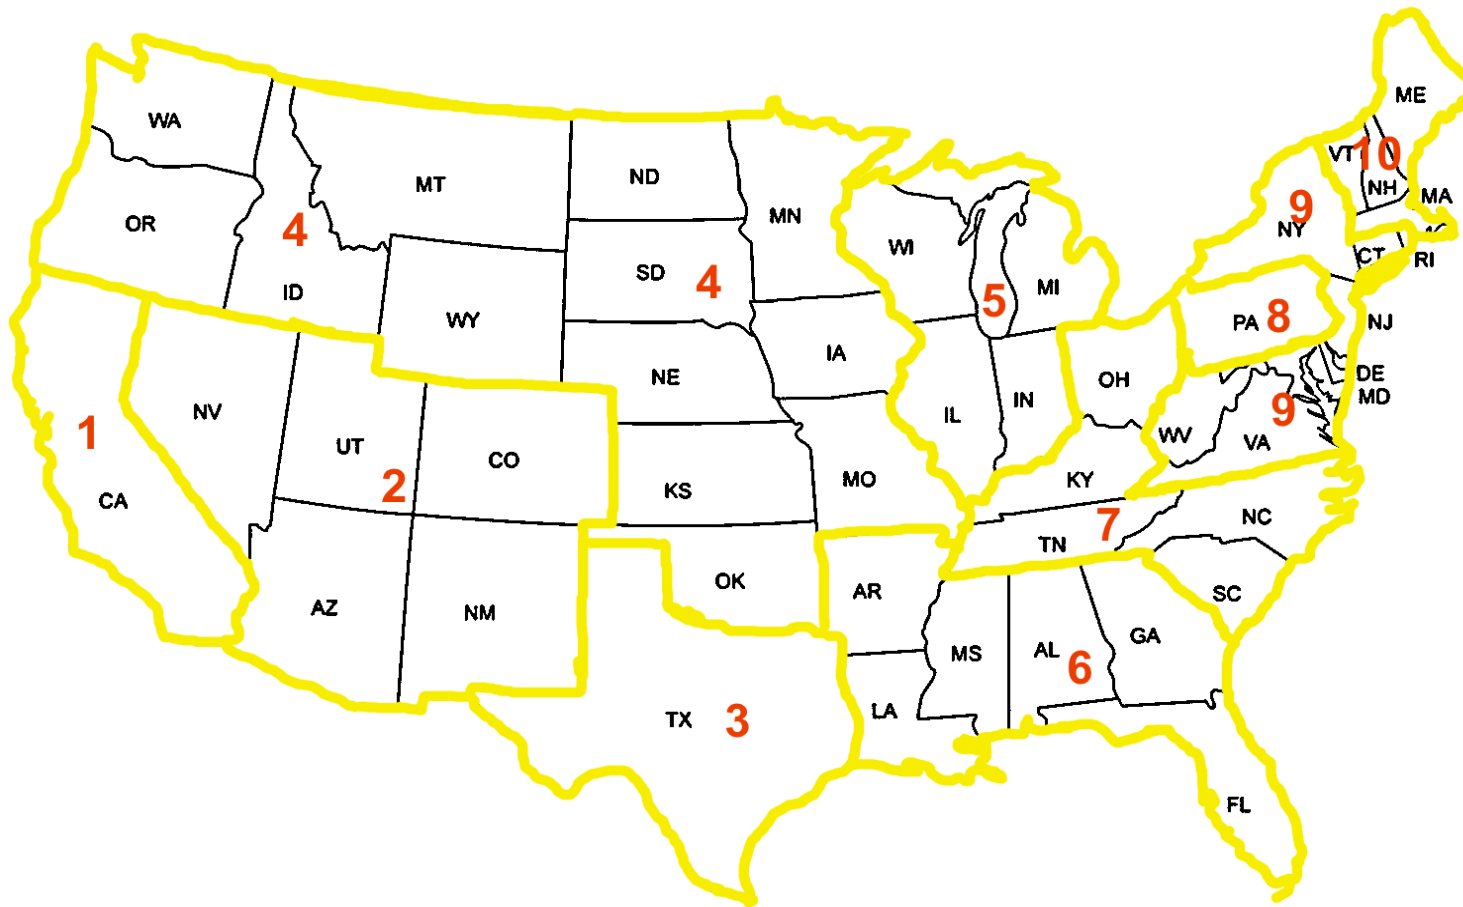 ME
WA
VT
10
MT
ND
NH
MA
OR
4
MN
9
NY
WI
CT
RI
SD
4
ID
MI
5
WY
PA
8
NJ
IA
NE
OH
DE
MD
NV
IN
9
IL
1
WV
VA
UT
CO
MO
KY
2
KS
CA
NC
7
TN
OK
AR
SC
AZ
NM
GA
AL
MS
6
LA
TX
3
FL